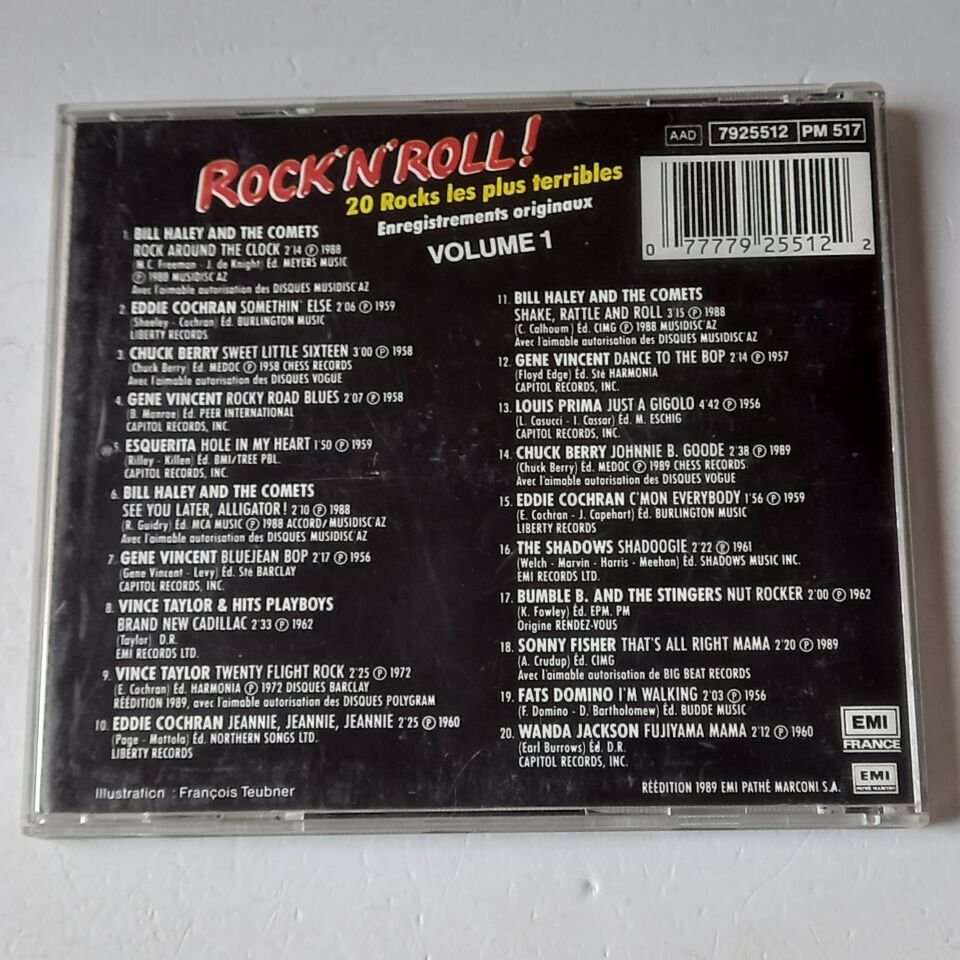 ROCK'N'ROLL!
20 Rocks les plus terribles
Enregistrements originaux
VOLUME 1
AAD 7925512 PM 517
0 77779 25512 2
1. BILL HALEY AND THE COMETS
ROCK AROUND THE CLOCK 2'14 Ⓟ 1988
(M.C. Freeman - J. de Knight) Éd. MEYERS MUSIC
Ⓟ 1988 MUSIDISC'AZ
Avec l'aimable autorisation des DISQUES MUSIDISC'AZ
2. EDDIE COCHRAN SOMETHIN' ELSE 2'06 Ⓟ 1959
(Sheeley - Cochran) Éd. BURLINGTON MUSIC
LIBERTY RECORDS
3. CHUCK BERRY SWEET LITTLE SIXTEEN 3'00 Ⓟ 1958
(Chuck Berry) Éd. MEDOC Ⓟ 1958 CHESS RECORDS
Avec l'aimable autorisation des DISQUES VOGUE
4. GENE VINCENT ROCKY ROAD BLUES 2'07 Ⓟ 1958
(B. Monroe) Éd. PEER INTERNATIONAL
CAPITOL RECORDS, INC.
5. ESQUERITA HOLE IN MY HEART 1'50 Ⓟ 1959
(Rilley - Killen) Éd. BMI/TREE PBL.
CAPITOL RECORDS, INC.
6. BILL HALEY AND THE COMETS
SEE YOU LATER, ALLIGATOR! 2'10 Ⓟ 1988
(R. Guidry) Éd. MCA MUSIC Ⓟ 1988 ACCORD/MUSIDISC'AZ
Avec l'aimable autorisation des DISQUES MUSIDISC'AZ
7. GENE VINCENT BLUEJEAN BOP 2'17 Ⓟ 1956
(Gene Vincent - Levy) Éd. Sté BARCLAY
CAPITOL RECORDS, INC.
8. VINCE TAYLOR & HITS PLAYBOYS
BRAND NEW CADILLAC 2'33 Ⓟ 1962
(Taylor) D.R.
EMI RECORDS LTD.
9. VINCE TAYLOR TWENTY FLIGHT ROCK 2'25 Ⓟ 1972
(E. Cochran) Éd. HARMONIA Ⓟ 1972 DISQUES BARCLAY
RÉÉDITION 1989, avec l'aimable autorisation des DISQUES POLYGRAM
10. EDDIE COCHRAN JEANNIE, JEANNIE, JEANNIE 2'25 Ⓟ 1960
(Page - Mottola) Éd. NORTHERN SONGS LTD.
LIBERTY RECORDS
11. BILL HALEY AND THE COMETS
SHAKE, RATTLE AND ROLL 3'15 Ⓟ 1988
(C. Calhoum) Éd. CIMG Ⓟ 1988 MUSIDISC'AZ
Avec l'aimable autorisation des DISQUES MUSIDISC'AZ
12. GENE VINCENT DANCE TO THE BOP 2'14 Ⓟ 1957
(Floyd Edge) Éd. Sté HARMONIA
CAPITOL RECORDS, INC.
13. LOUIS PRIMA JUST A GIGOLO 4'42 Ⓟ 1956
(L. Casucci - I. Cassar) Éd. M. ESCHIG
CAPITOL RECORDS, INC.
14. CHUCK BERRY JOHNNIE B. GOODE 2'38 Ⓟ 1989
(Chuck Berry) Éd. MEDOC Ⓟ 1989 CHESS RECORDS
Avec l'aimable autorisation des DISQUES VOGUE
15. EDDIE COCHRAN C'MON EVERYBODY 1'56 Ⓟ 1959
(E. Cochran - J. Capehart) Éd. BURLINGTON MUSIC
LIBERTY RECORDS
16. THE SHADOWS SHADOOGIE 2'22 Ⓟ 1961
(Welch - Marvin - Harris - Meehan) Éd. SHADOWS MUSIC INC.
EMI RECORDS LTD.
17. BUMBLE B. AND THE STINGERS NUT ROCKER 2'00 Ⓟ 1962
(K. Fowley) Éd. EPM. PM
Origine RENDEZ-VOUS
18. SONNY FISHER THAT'S ALL RIGHT MAMA 2'20 Ⓟ 1989
(A. Crudup) Éd. CIMG
Avec l'aimable autorisation de BIG BEAT RECORDS
19. FATS DOMINO I'M WALKING 2'03 Ⓟ 1956
(F. Domino - D. Bartholomew) Éd. BUDDE MUSIC
20. WANDA JACKSON FUJIYAMA MAMA 2'12 Ⓟ 1960
(Earl Burrows) Éd. D.R.
CAPITOL RECORDS, INC.
EMI
FRANCE
EMI
PATHÉ MARCONI
Illustration : François Teubner
RÉÉDITION 1989 EMI PATHÉ MARCONI S.A.